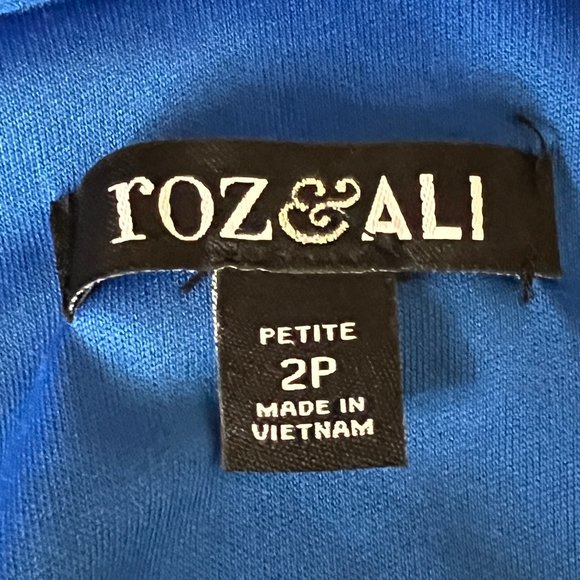 roz&ALI
PETITE
2P
MADE IN
VIETNAM